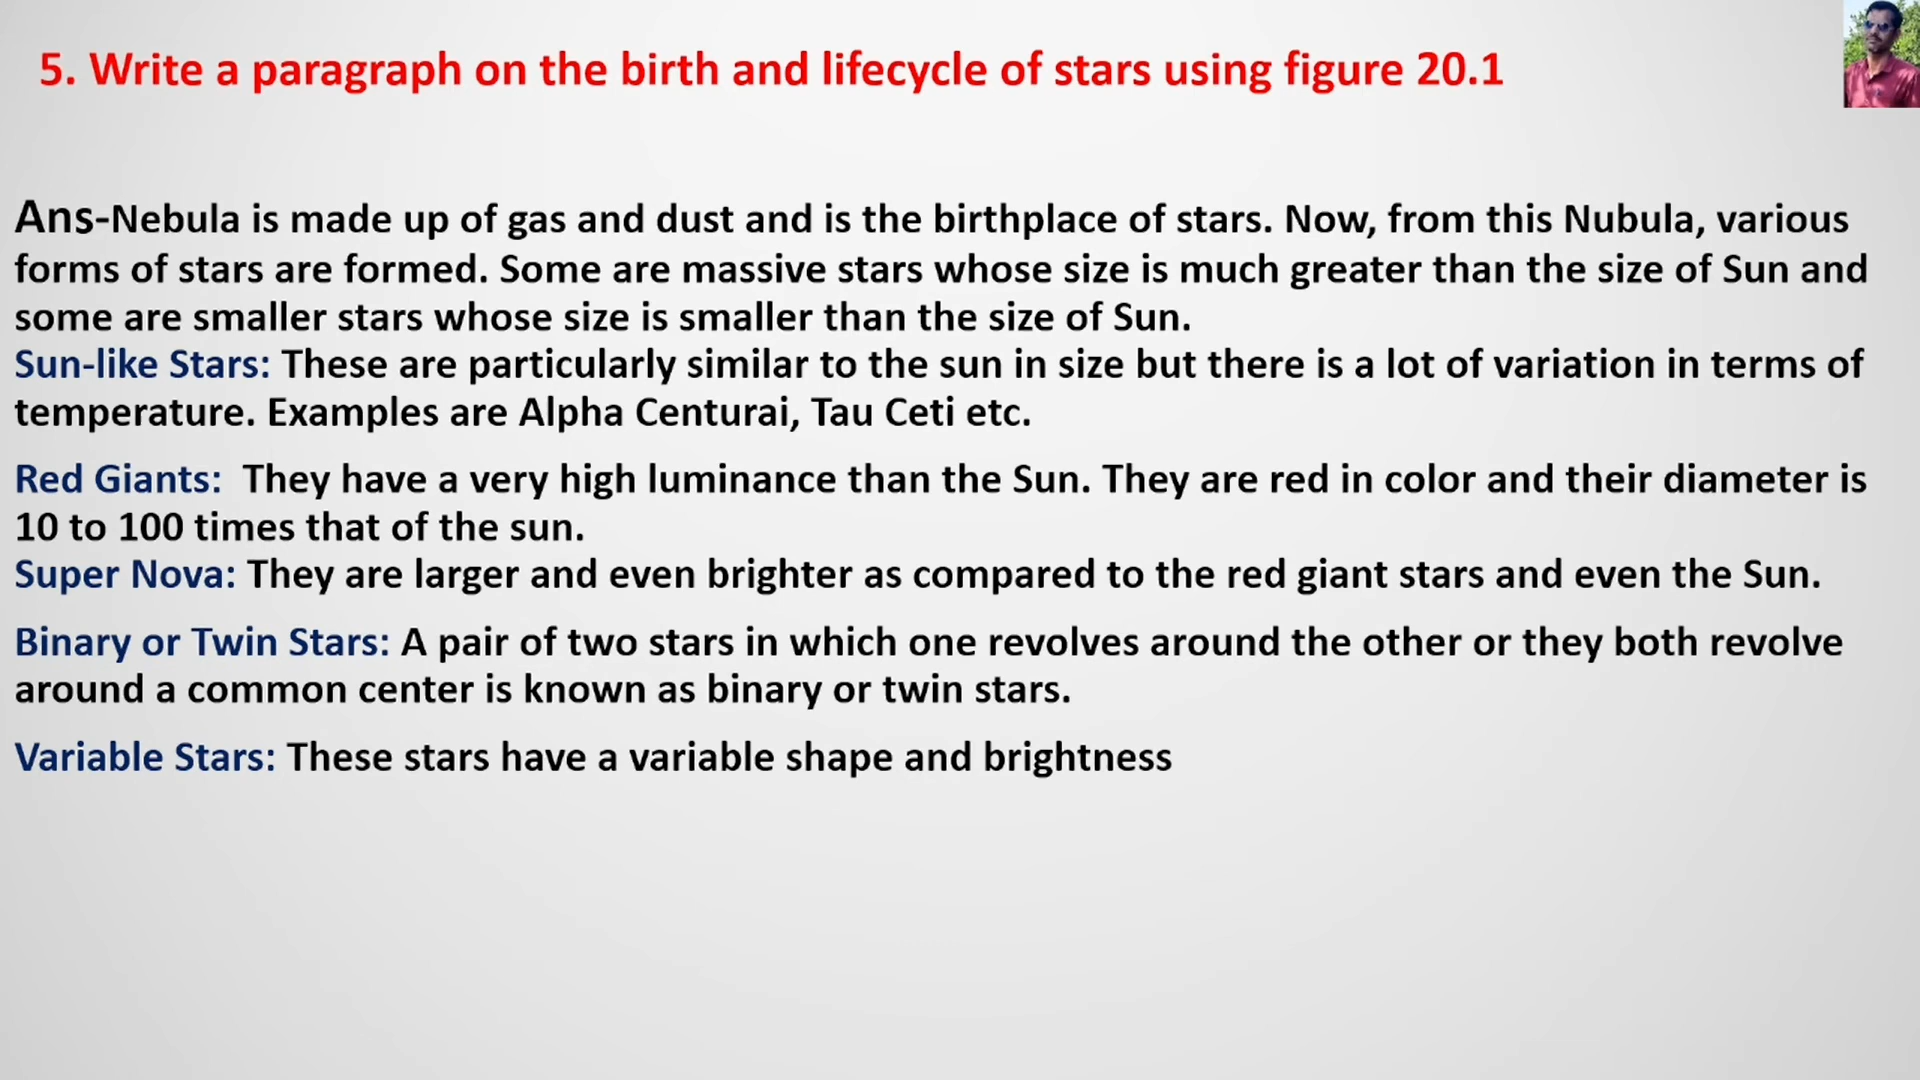 5. Write a paragraph on the birth and lifecycle of stars using figure 20.1
Ans-Nebula is made up of gas and dust and is the birthplace of stars. Now, from this Nubula, various
forms of stars are formed. Some are massive stars whose size is much greater than the size of Sun and
some are smaller stars whose size is smaller than the size of Sun.
Sun-like Stars: These are particularly similar to the sun in size but there is a lot of variation in terms of
temperature. Examples are Alpha Centurai, Tau Ceti etc.
Red Giants: They have a very high luminance than the Sun. They are red in color and their diameter is
10 to 100 times that of the sun.
Super Nova: They are larger and even brighter as compared to the red giant stars and even the Sun.
Binary or Twin Stars: A pair of two stars in which one revolves around the other or they both revolve
around a common center is known as binary or twin stars.
Variable Stars: These stars have a variable shape and brightness